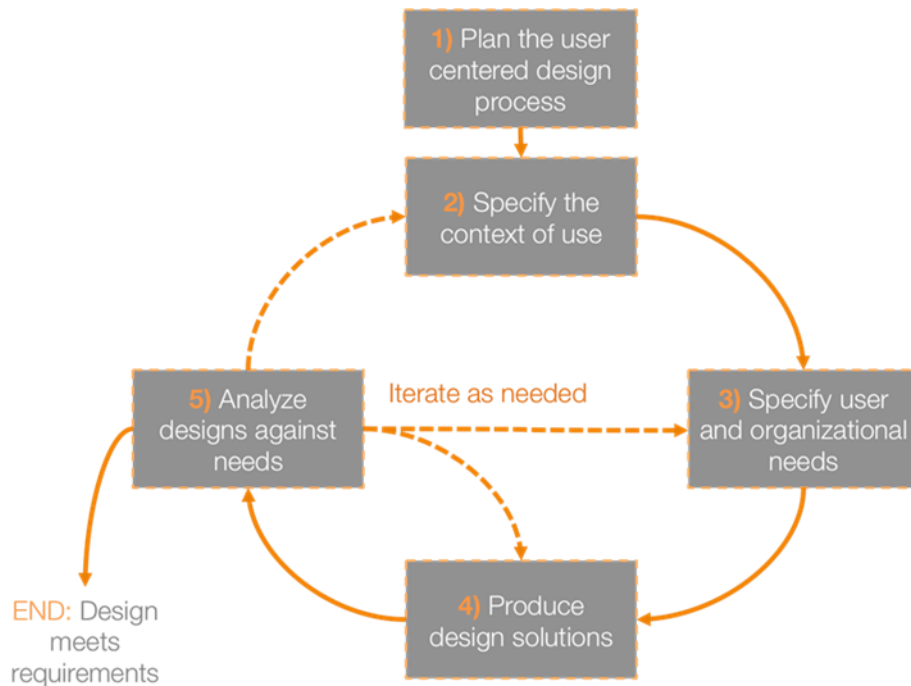 1) Plan the user
centered design
process
2) Specify the
context of use
5) Analyze
designs against
needs
Iterate as needed
3) Specify user
and organizational
needs
4) Produce
design solutions
END: Design
meets
requirements